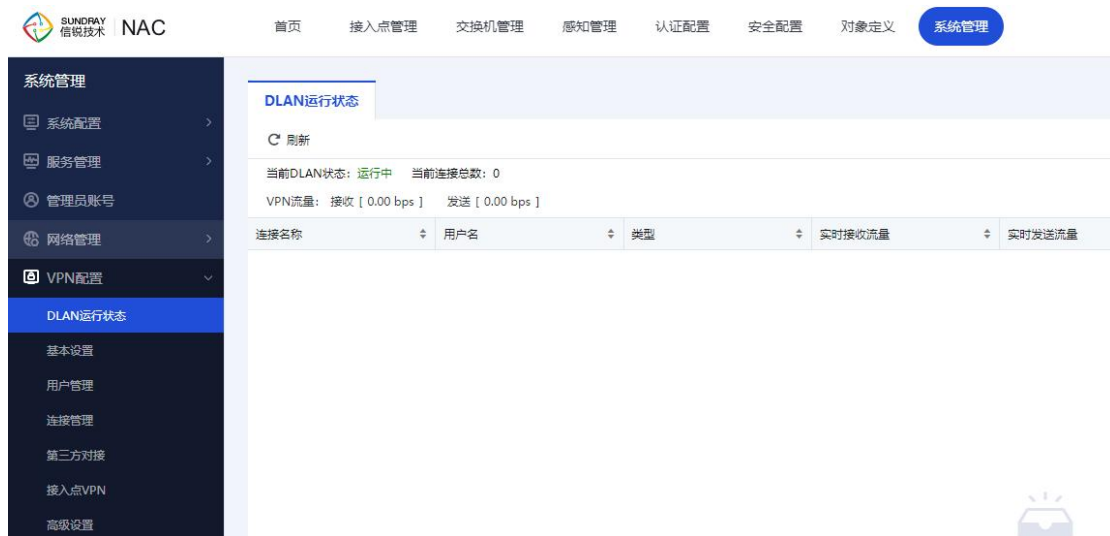 SUNDRAY
信锐技术
NAC
首页 接入点管理 交换机管理 感知管理 认证配置 安全配置 对象定义 系统管理
系统管理
系统配置
服务管理
管理员账号
网络管理
VPN配置
DLAN运行状态
基本设置
用户管理
连接管理
第三方对接
接入点VPN
高级设置
DLAN运行状态
刷新
当前DLAN状态：运行中 当前连接总数：0
VPN流量： 接收 [ 0.00 bps ] 发送 [ 0.00 bps ]
连接名称 用户名 类型 实时接收流量 实时发送流量